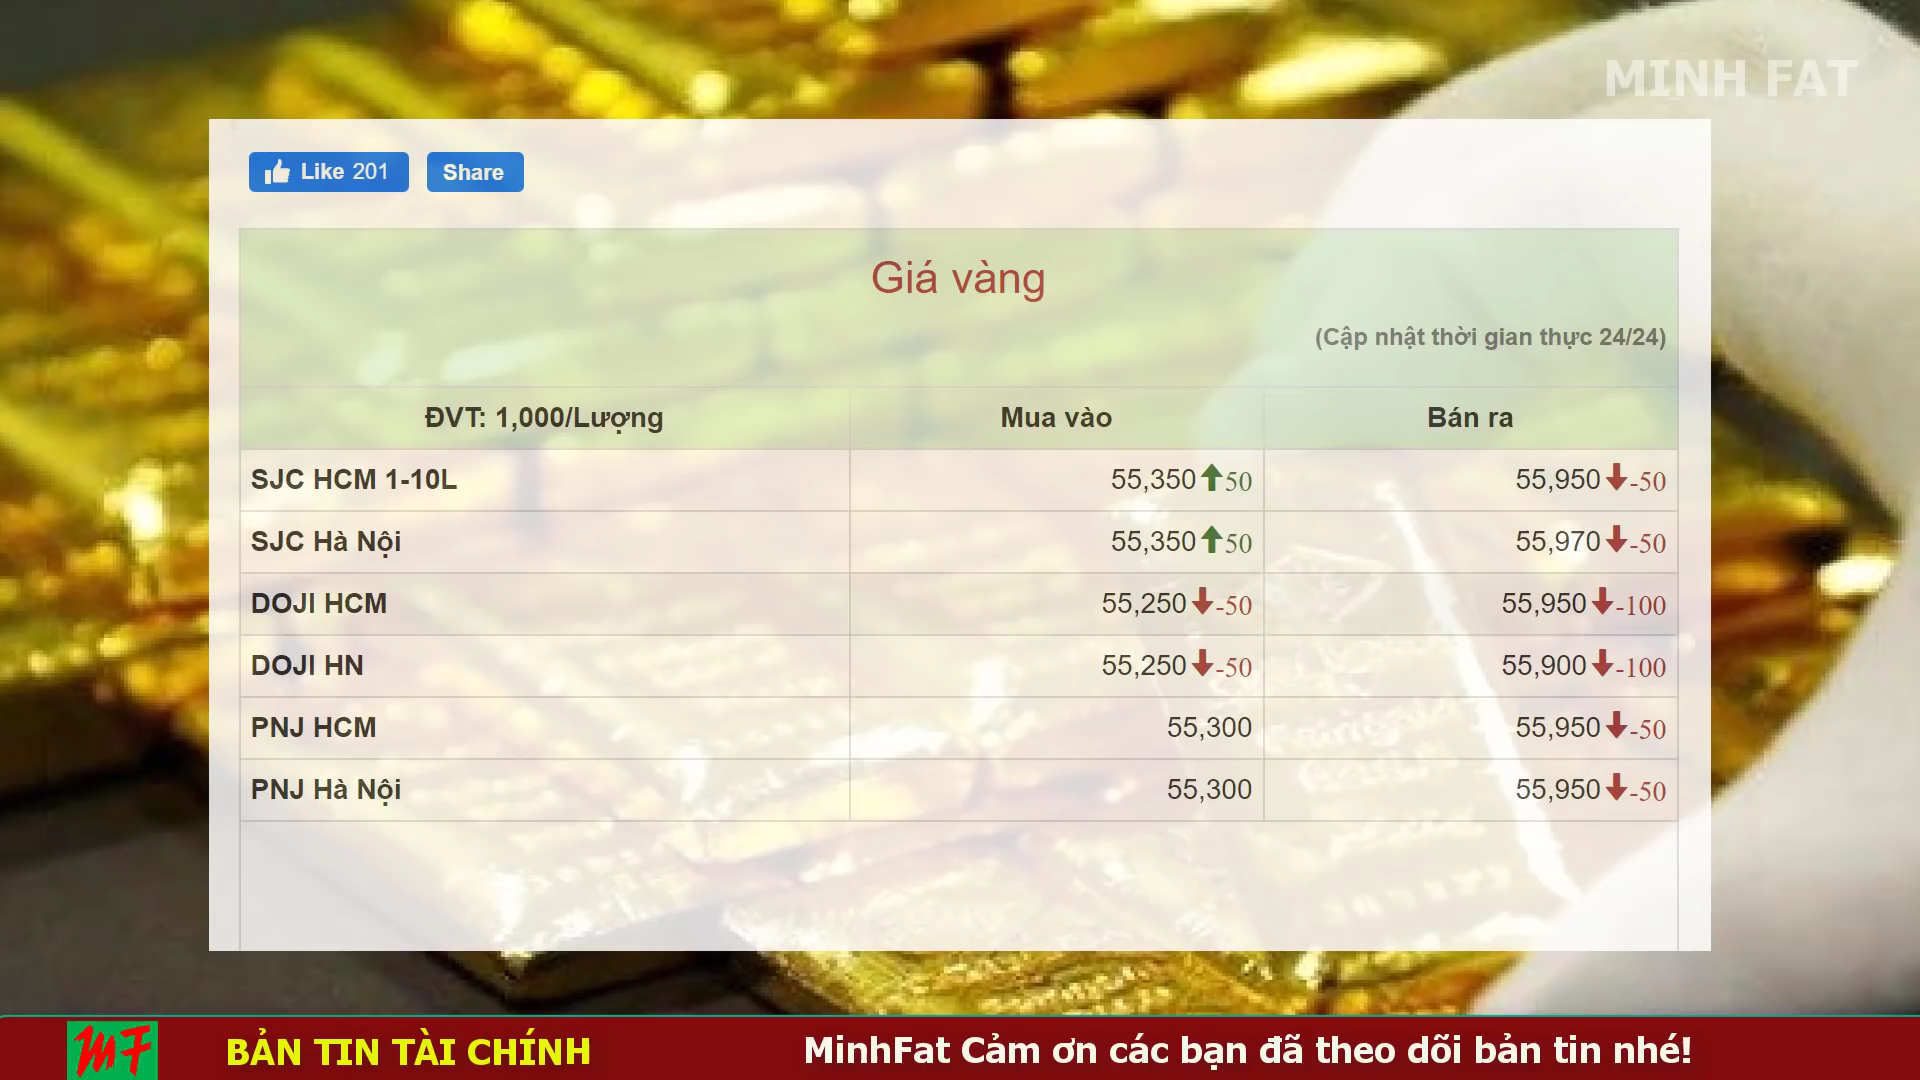 MINH FAT
Like 201 Share
Giá vàng
(Cập nhật thời gian thực 24/24)
ĐVT: 1,000/Lượng Mua vào Bán ra
SJC HCM 1-10L 55,350 50 55,950 -50
SJC Hà Nội 55,350 50 55,970 -50
DOJI HCM 55,250 -50 55,950 -100
DOJI HN 55,250 -50 55,900 -100
PNJ HCM 55,300 55,950 -50
PNJ Hà Nội 55,300 55,950 -50
MF BẢN TIN TÀI CHÍNH MinhFat Cảm ơn các bạn đã theo dõi bản tin nhé!